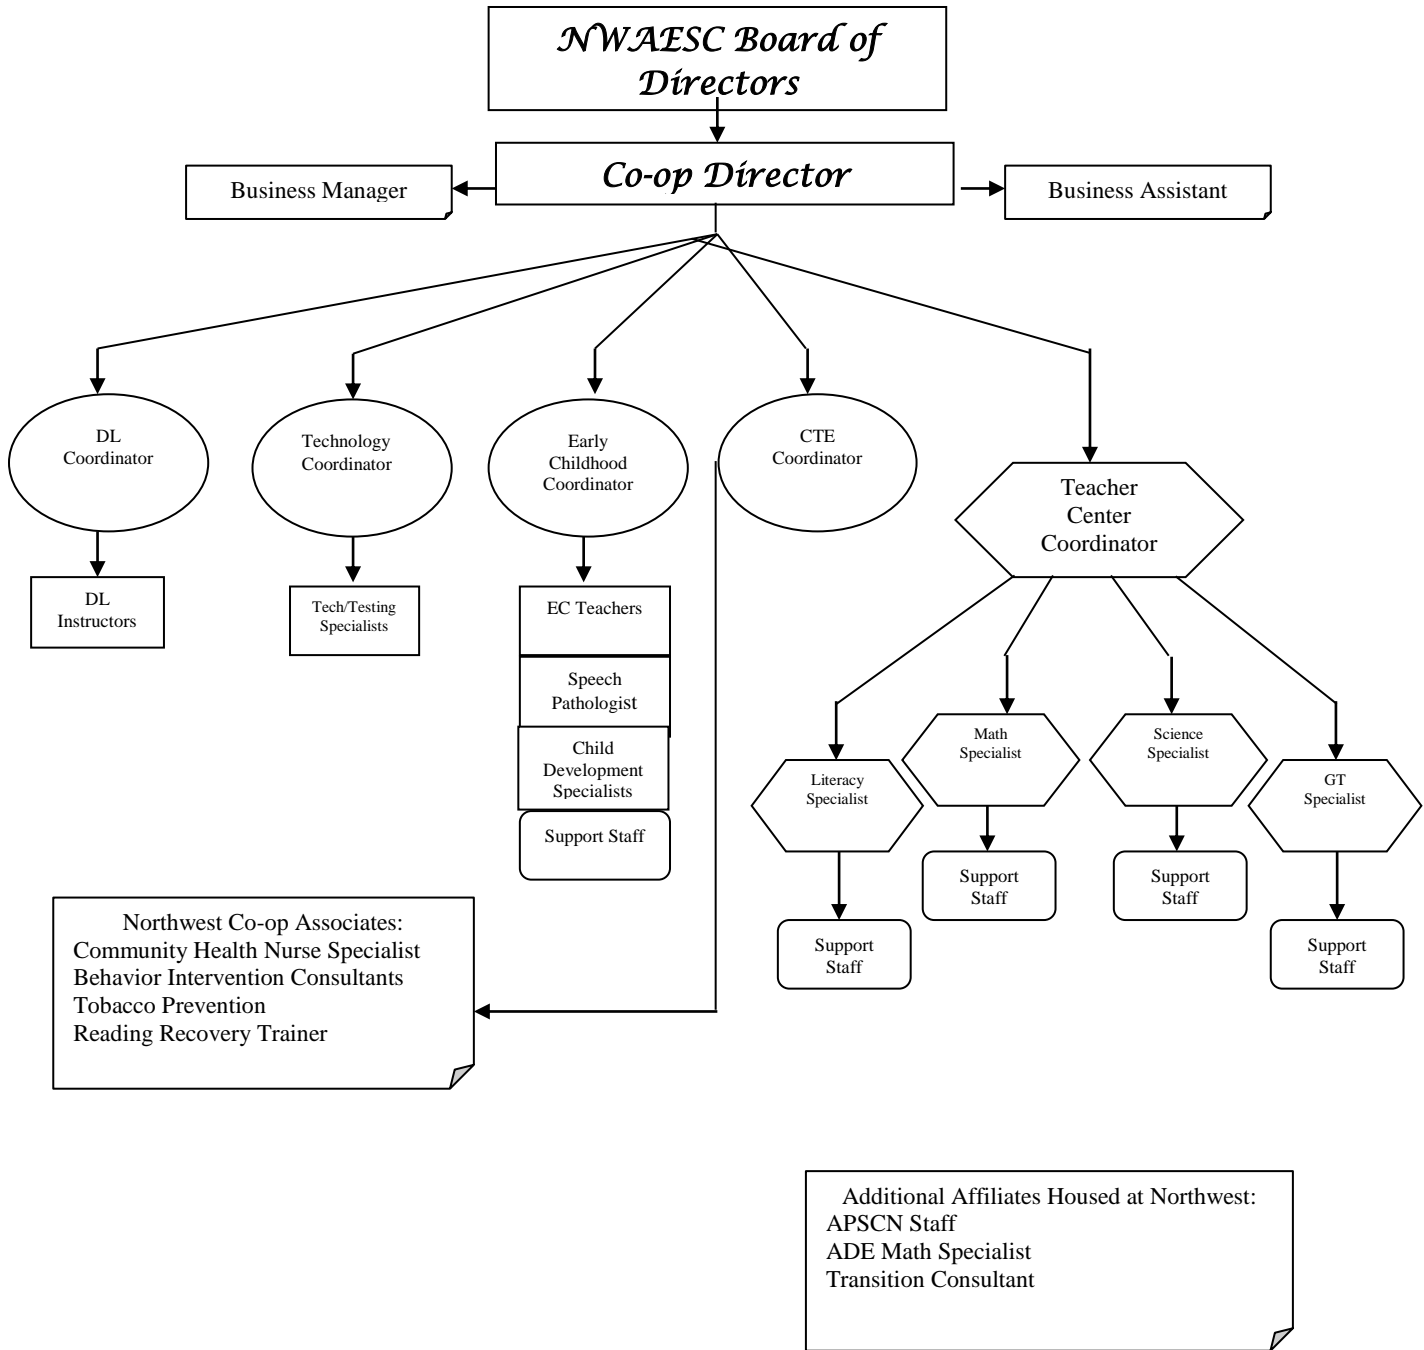 NWAESC Board of
Directors
Co-op Director
Business Manager
Business Assistant
DL
Coordinator
Technology
Coordinator
Early
Childhood
Coordinator
CTE
Coordinator
Teacher
Center
Coordinator
DL
Instructors
Tech/Testing
Specialists
EC Teachers
Speech
Pathologist
Child
Development
Specialists
Support Staff
Literacy
Specialist
Math
Specialist
Science
Specialist
GT
Specialist
Support
Staff
Support
Staff
Support
Staff
Support
Staff
Northwest Co-op Associates:
Community Health Nurse Specialist
Behavior Intervention Consultants
Tobacco Prevention
Reading Recovery Trainer
Additional Affiliates Housed at Northwest:
APSCN Staff
ADE Math Specialist
Transition Consultant